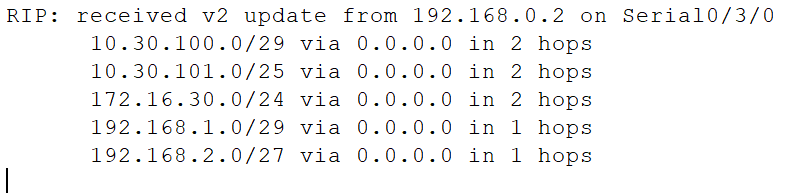 RIP: received v2 update from 192.168.0.2 on Serial0/3/0
10.30.100.0/29 via 0.0.0.0 in 2 hops
10.30.101.0/25 via 0.0.0.0 in 2 hops
172.16.30.0/24 via 0.0.0.0 in 2 hops
192.168.1.0/29 via 0.0.0.0 in 1 hops
192.168.2.0/27 via 0.0.0.0 in 1 hops